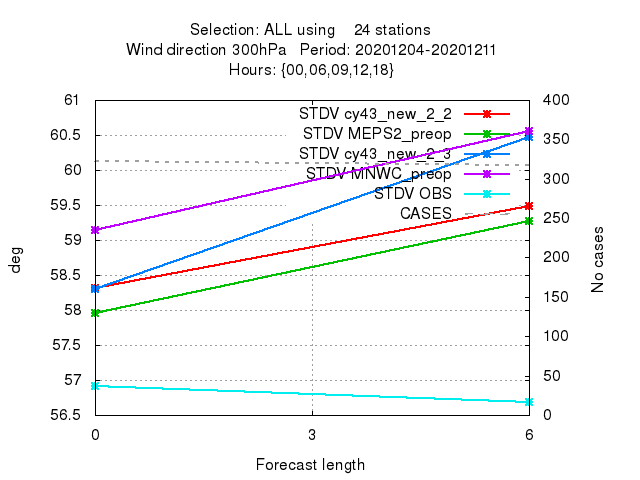 Selection: ALL using 24 stations
Wind direction 300hPa Period: 20201204-20201211
Hours: {00,06,09,12,18}
61
60.5
60
59.5
59
58.5
58
57.5
57
56.5
deg
STDV cy43_new_2_2
STDV MEPS2_preop
STDV cy43_new_2_3
STDV MNWC_preop
STDV OBS
CASES
400
350
300
250
200
150
100
50
0
No cases
0 3 6
Forecast length